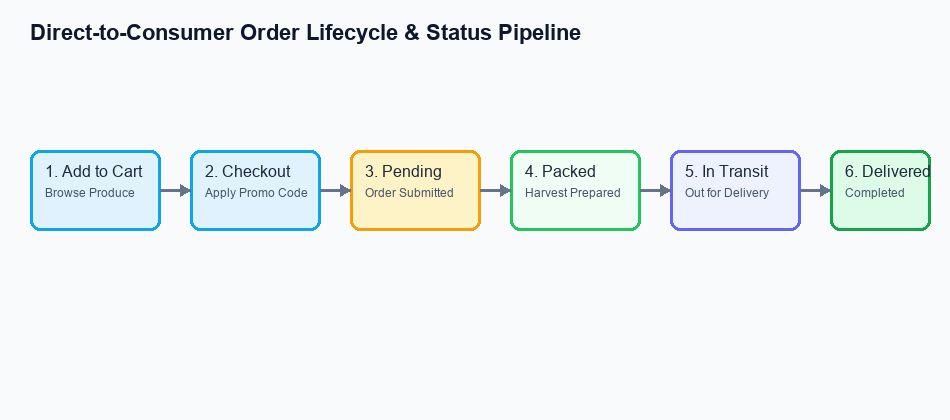 Direct-to-Consumer Order Lifecycle & Status Pipeline
1. Add to Cart
Browse Produce
2. Checkout
Apply Promo Code
3. Pending
Order Submitted
4. Packed
Harvest Prepared
5. In Transit
Out for Delivery
6. Delivered
Completed